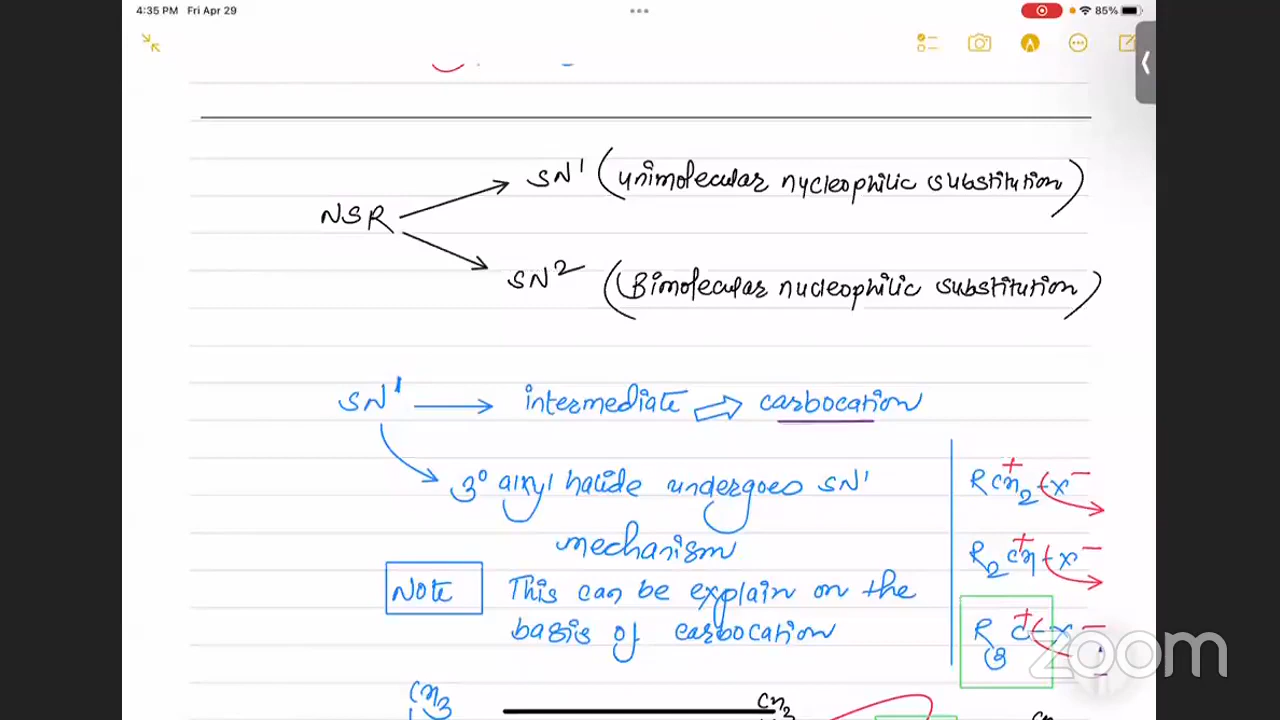 4:35 PM Fri Apr 29
85%
SN1 (unimolecular nucleophilic substitution)
NSR
SN2 (Bimolecular nucleophilic substitution)
SN1 → intermediate ⇒ carbocation
3° alkyl halide undergoes SN1
mechanism
Note This can be explain on the
basis of carbocation
RCH2+ -X-
R2CH+ -X-
R3C+ -X-
zoom
CH3
CH3